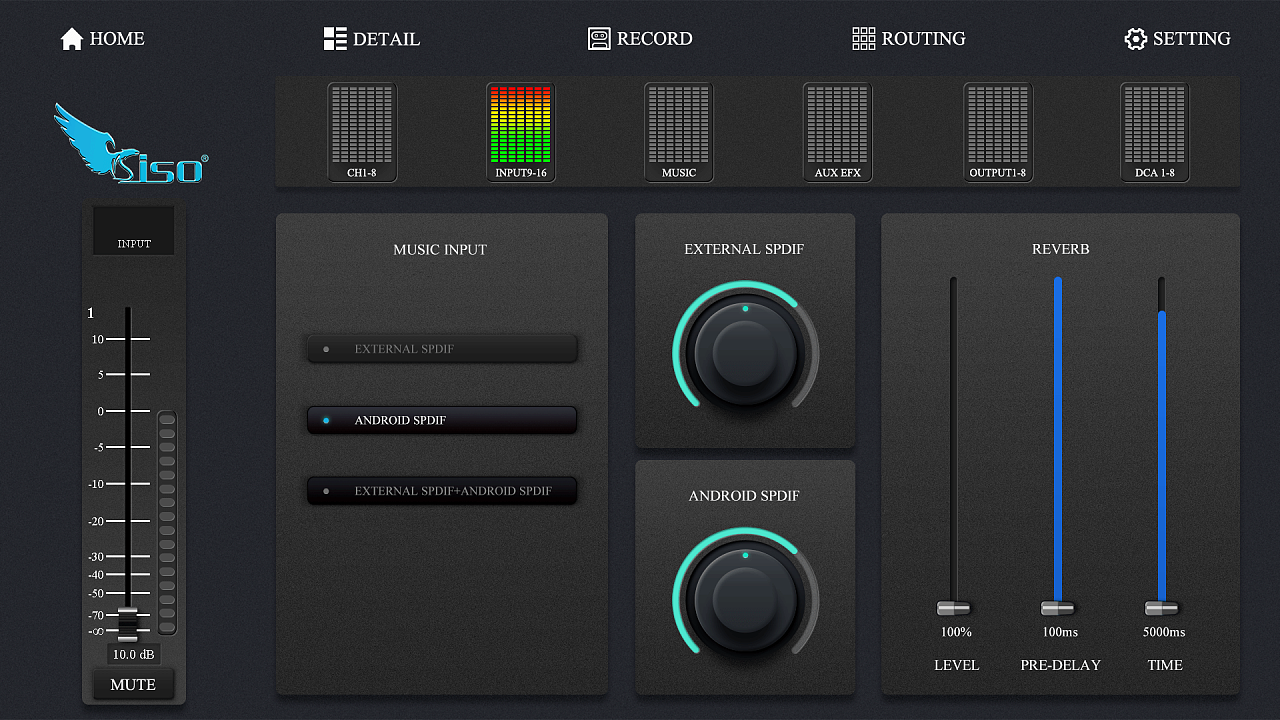 HOME
DETAIL
RECORD
ROUTING
SETTING
siso®
CH1-8
INPUT9-16
MUSIC
AUX EFX
OUTPUT1-8
DCA 1-8
INPUT
1
10
5
0
-5
-10
-20
-30
-40
-50
-70
-∞
10.0 dB
MUTE
MUSIC INPUT
EXTERNAL SPDIF
ANDROID SPDIF
EXTERNAL SPDIF+ANDROID SPDIF
EXTERNAL SPDIF
ANDROID SPDIF
REVERB
100%
100ms
5000ms
LEVEL
PRE-DELAY
TIME